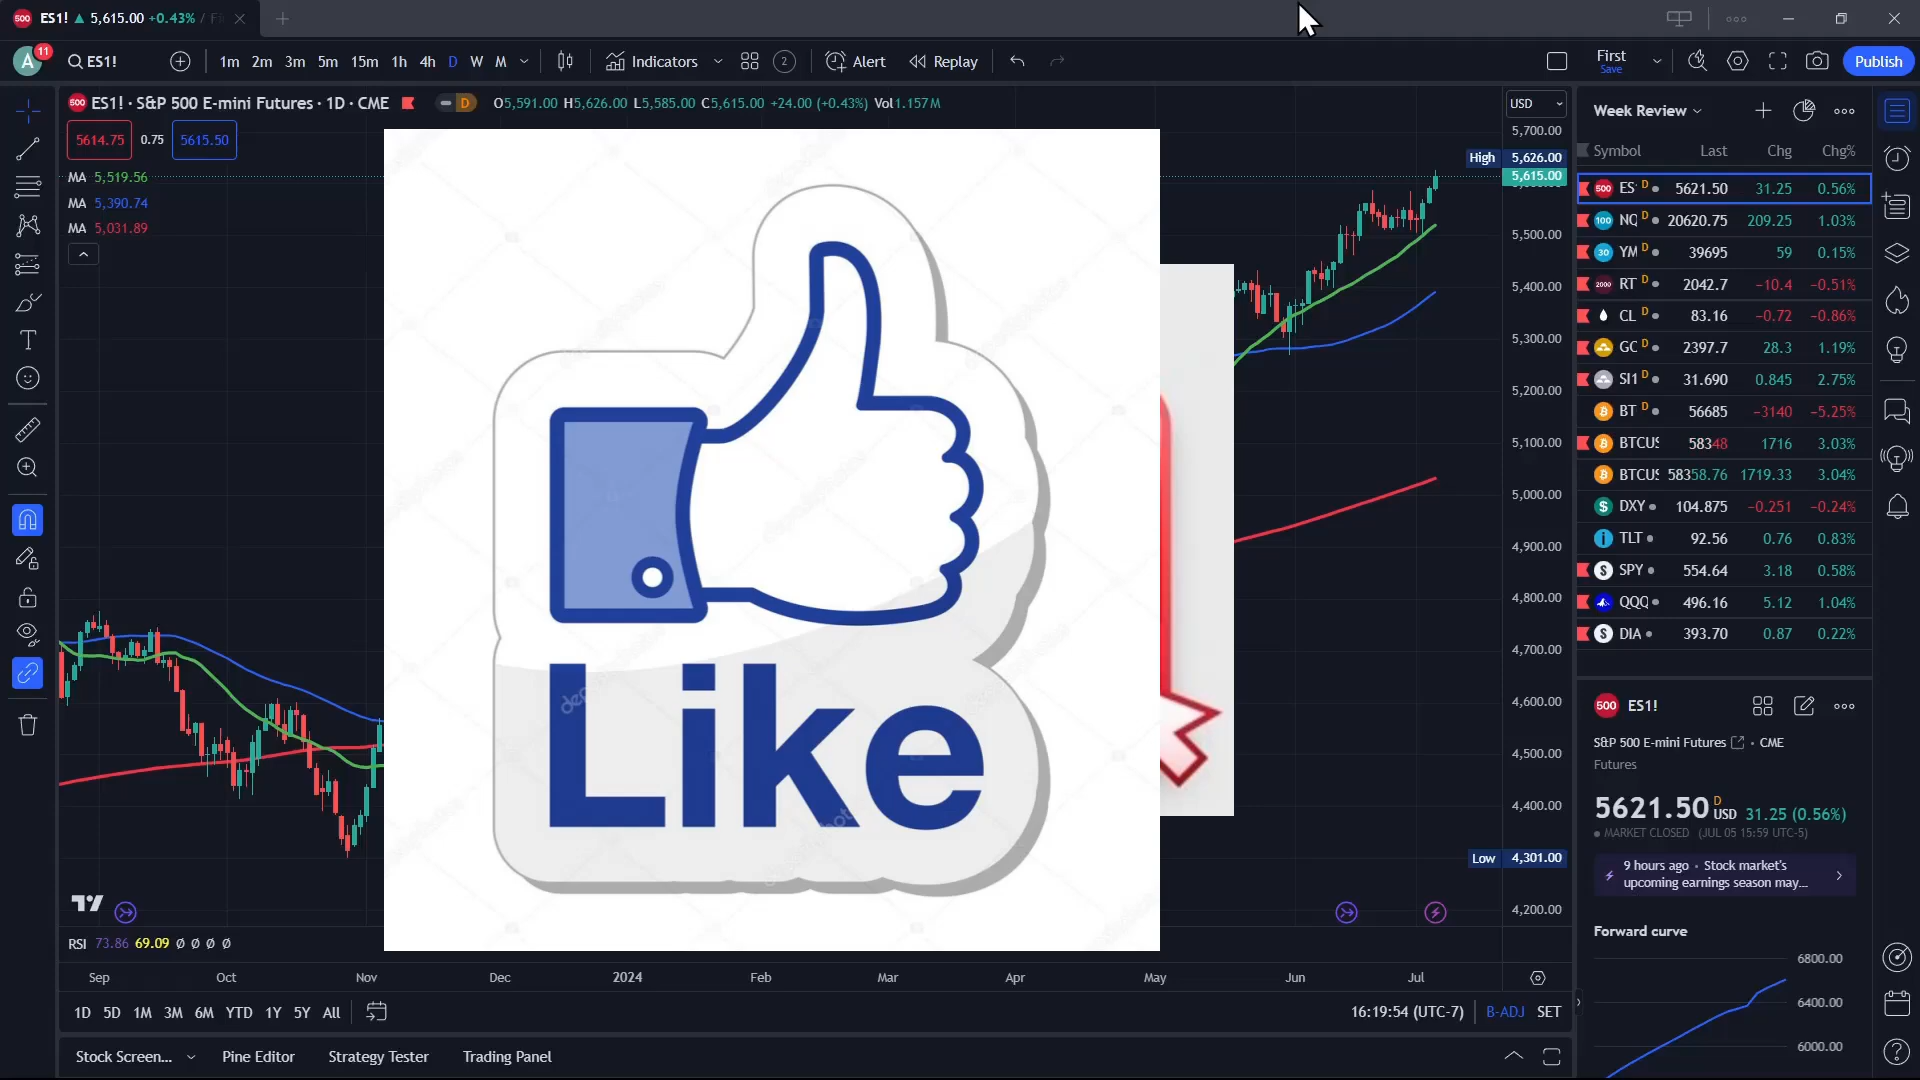 500 ES1! ▲ 5,615.00 +0.43% /
A 11 ES1! 1m 2m 3m 5m 15m 1h 4h D W M Indicators 2 Alert Replay First Save Publish
500 ES1! · S&P 500 E-mini Futures · 1D · CME D O5,591.00 H5,626.00 L5,585.00 C5,615.00 +24.00 (+0.43%) Vol1.157M
5614.75 0.75 5615.50
MA 5,519.56
MA 5,390.74
MA 5,031.89
USD
5,700.00
High 5,626.00
5,615.00
5,500.00
5,400.00
5,300.00
5,200.00
5,100.00
5,000.00
4,900.00
4,800.00
4,700.00
4,600.00
4,500.00
4,400.00
Low 4,301.00
4,200.00
Like
RSI 73.86 69.09 Ø Ø Ø Ø
Sep Oct Nov Dec 2024 Feb Mar Apr May Jun Jul
1D 5D 1M 3M 6M YTD 1Y 5Y All 16:19:54 (UTC-7) B-ADJ SET
Stock Screen... Pine Editor Strategy Tester Trading Panel
Week Review
Symbol Last Chg Chg%
500 ES D 5621.50 31.25 0.56%
100 NQ D 20620.75 209.25 1.03%
30 YM D 39695 59 0.15%
2000 RT D 2042.7 −10.4 −0.51%
CL D 83.16 −0.72 −0.86%
GC D 2397.7 28.3 1.19%
SI1 D 31.690 0.845 2.75%
BT D 56685 −3140 −5.25%
BTCUS 58348 1716 3.03%
BTCUS 58358.76 1719.33 3.04%
DXY 104.875 −0.251 −0.24%
TLT 92.56 0.76 0.83%
SPY 554.64 3.18 0.58%
QQQ 496.16 5.12 1.04%
DIA 393.70 0.87 0.22%
500 ES1!
S&P 500 E-mini Futures · CME
Futures
5621.50 D USD 31.25 (0.56%)
MARKET CLOSED (JUL 05 15:59 UTC-5)
9 hours ago · Stock market's
upcoming earnings season may...
Forward curve
6800.00
6400.00
6000.00